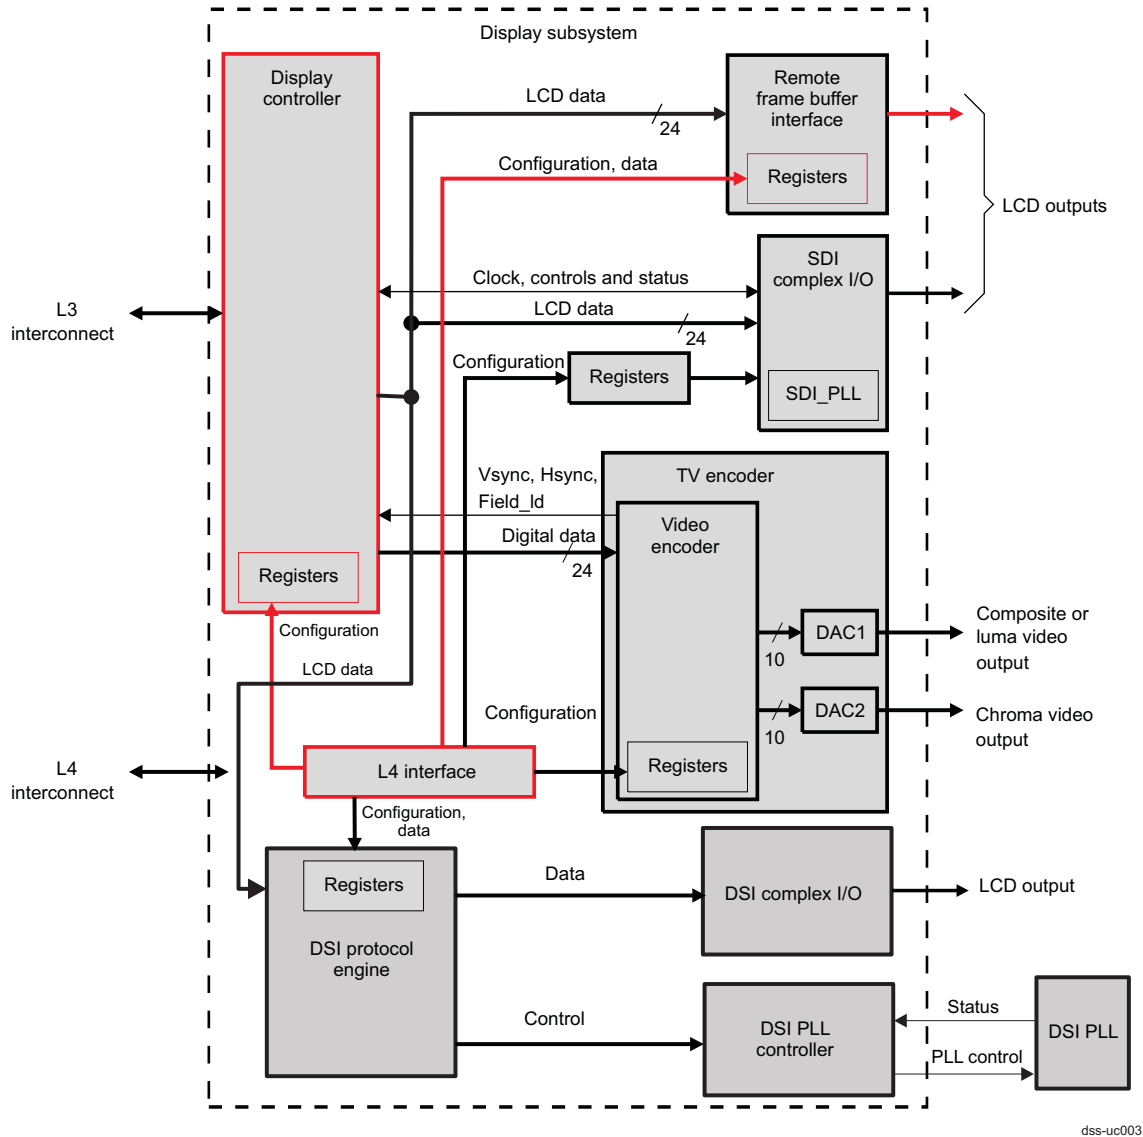 Display subsystem
Display
controller
LCD data
24
Remote
frame buffer
interface
Configuration, data
Registers
LCD outputs
SDI
complex I/O
Clock, controls and status
L3
interconnect
LCD data
24
Configuration
Registers
SDI_PLL
TV encoder
Vsync, Hsync,
Field_Id
Video
encoder
Digital data
24
Registers
Configuration
DAC1
10
Composite or
luma video
output
LCD data
Configuration
DAC2
10
Chroma video
output
L4
interconnect
L4 interface
Registers
Configuration,
data
Registers
Data
DSI complex I/O
LCD output
DSI protocol
engine
Control
DSI PLL
controller
Status
DSI PLL
PLL control
dss-uc003